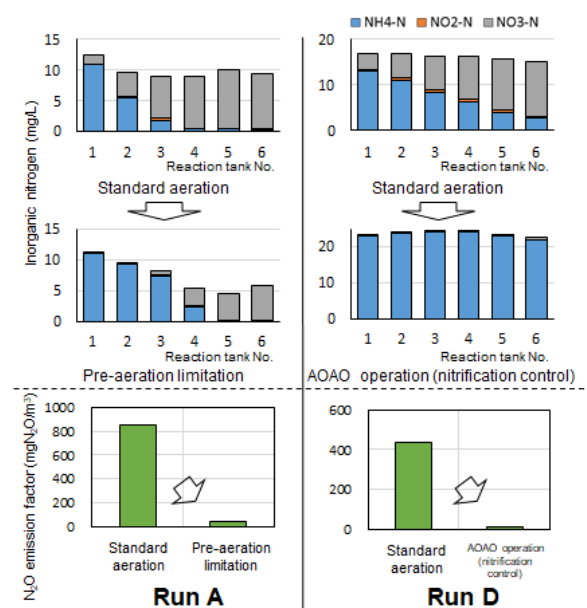 NH4-N NO2-N NO3-N
Inorganic nitrogen (mg/L)
15
10
5
0
1 2 3 4 5 6
Reaction tank No.
Standard aeration
20
10
0
1 2 3 4 5 6
Reaction tank No.
Standard aeration
15
10
5
0
1 2 3 4 5 6
Reaction tank No.
Pre-aeration limitation
20
10
0
1 2 3 4 5 6
Reaction tank No.
AOAO operation (nitrification control)
N₂O emission factor (mgN₂O/m³)
1000
800
600
400
200
0
Standard
aeration
Pre-aeration
limitation
Run A
600
400
200
0
Standard
aeration
AOAO operation
(nitrification
control)
Run D